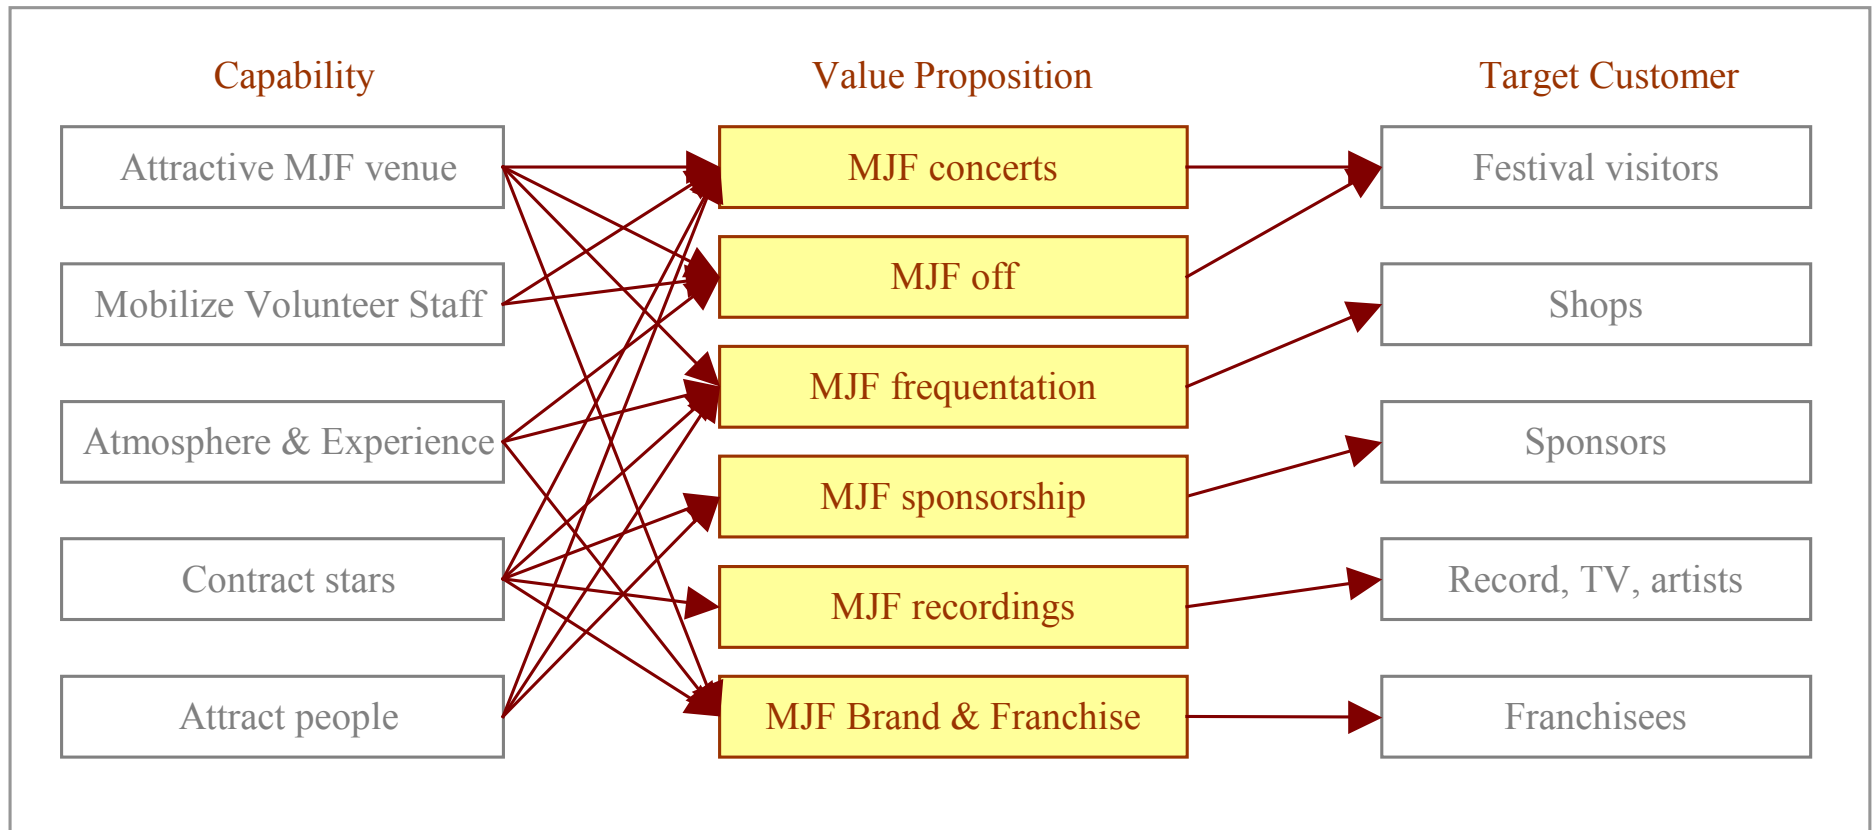 Capability
Value Proposition
Target Customer
Attractive MJF venue
Mobilize Volunteer Staff
Atmosphere & Experience
Contract stars
Attract people
MJF concerts
MJF off
MJF frequentation
MJF sponsorship
MJF recordings
MJF Brand & Franchise
Festival visitors
Shops
Sponsors
Record, TV, artists
Franchisees